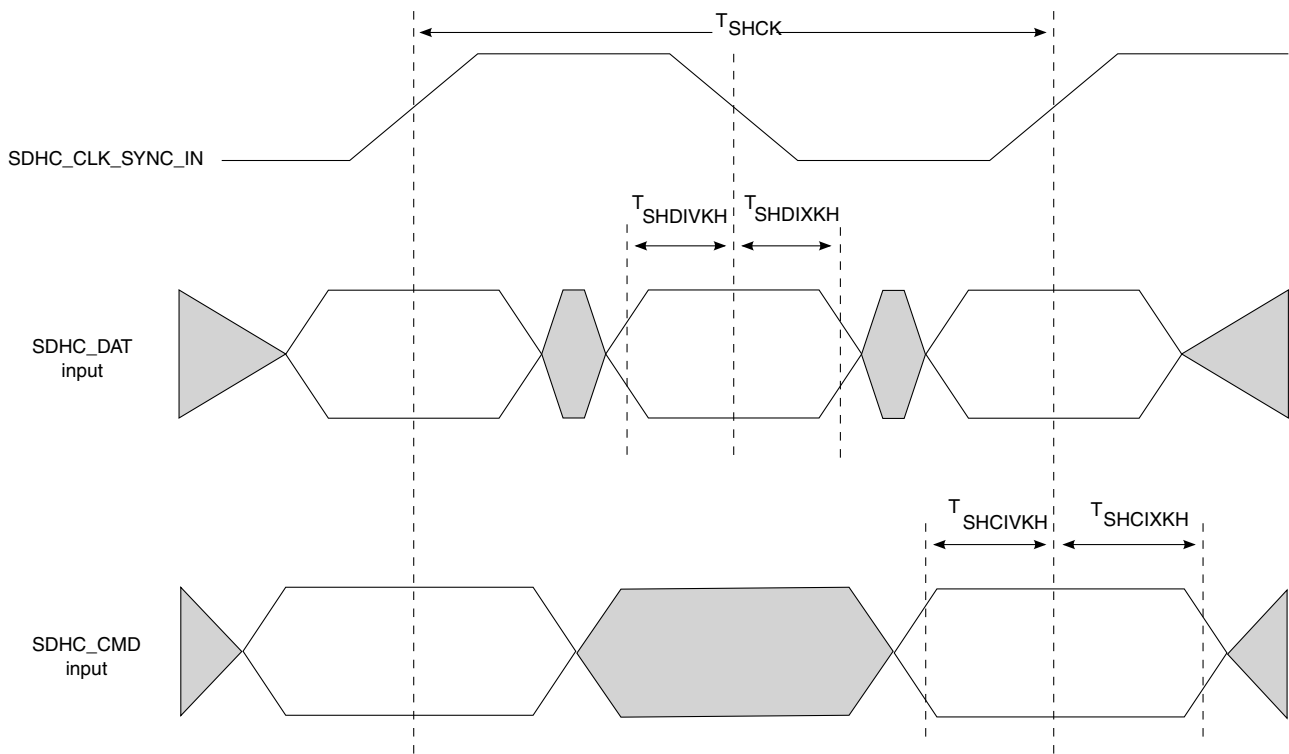 TSHCK
SDHC_CLK_SYNC_IN
TSHDIVKH TSHDIXKH
SDHC_DAT
input
TSHCIVKH TSHCIXKH
SDHC_CMD
input